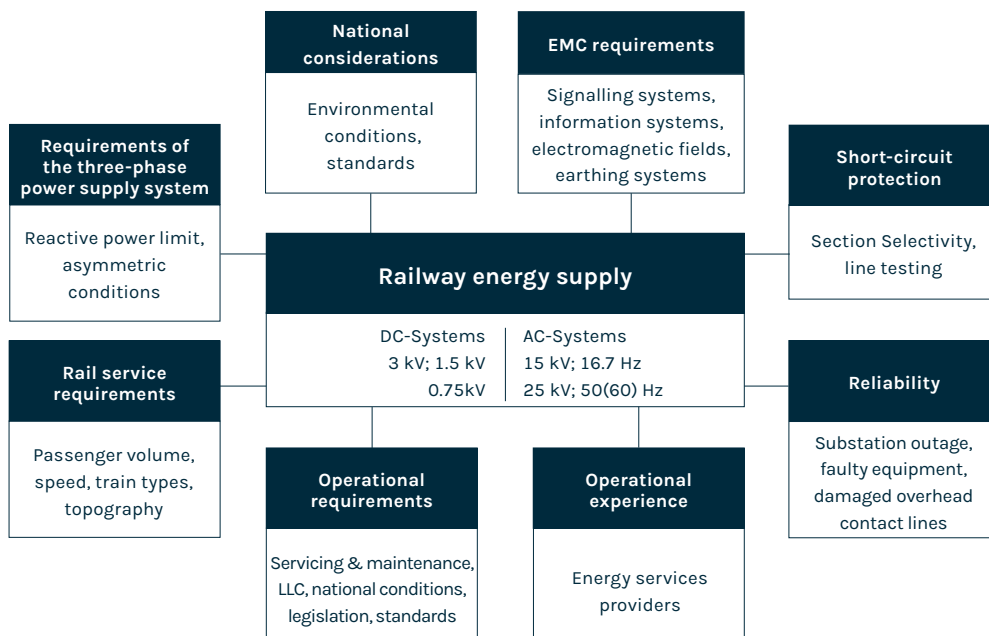 National
considerations
Environmental
conditions,
standards
EMC requirements
Signalling systems,
information systems,
electromagnetic fields,
earthing systems
Requirements of
the three-phase
power supply system
Reactive power limit,
asymmetric
conditions
Short-circuit
protection
Section Selectivity,
line testing
Railway energy supply
DC-Systems
3 kV; 1.5 kV
0.75kV
AC-Systems
15 kV; 16.7 Hz
25 kV; 50(60) Hz
Rail service
requirements
Passenger volume,
speed, train types,
topography
Reliability
Substation outage,
faulty equipment,
damaged overhead
contact lines
Operational
requirements
Servicing & maintenance,
LLC, national conditions,
legislation, standards
Operational
experience
Energy services
providers